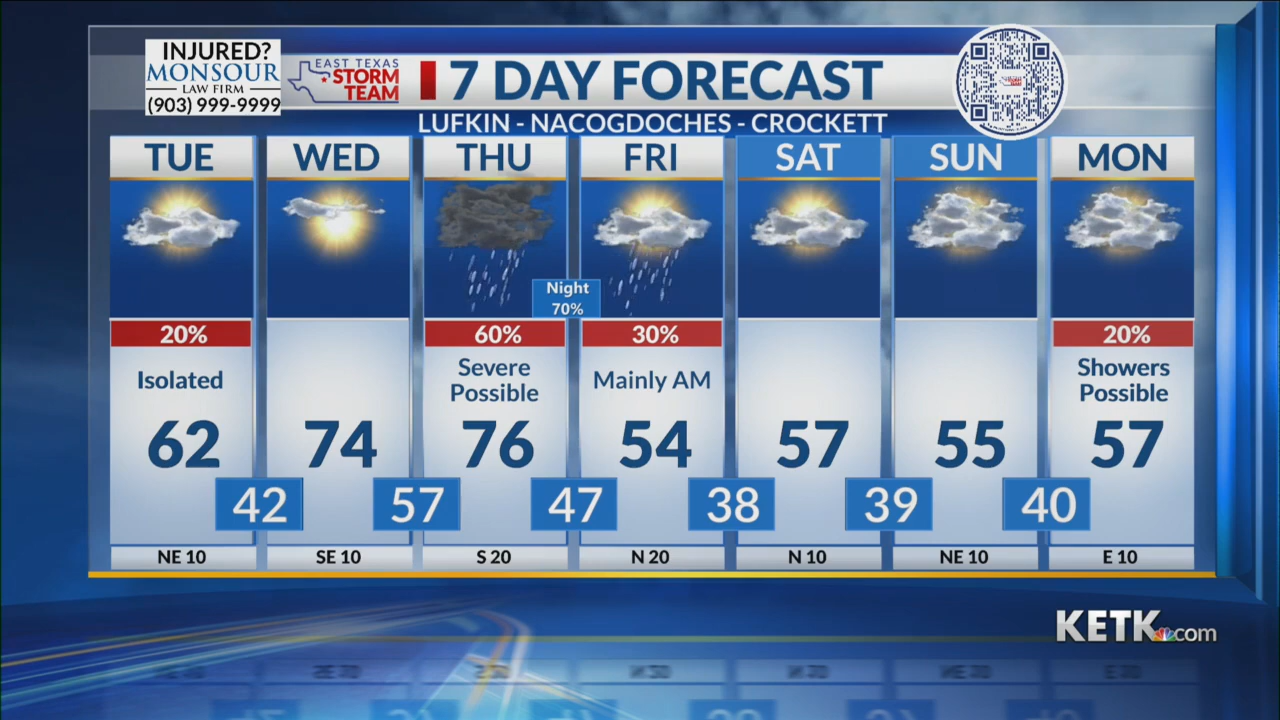 INJURED?
MONSOUR
LAW FIRM
(903) 999-9999
EAST TEXAS
STORM
TEAM
7 DAY FORECAST
LUFKIN - NACOGDOCHES - CROCKETT
TUE WED THU FRI SAT SUN MON
Night
70%
20% 60% 30% 20%
Isolated
Severe
Possible
Mainly AM
Showers
Possible
62 74 76 54 57 55 57
42 57 47 38 39 40
NE 10 SE 10 S 20 N 20 N 10 NE 10 E 10
KETK.com